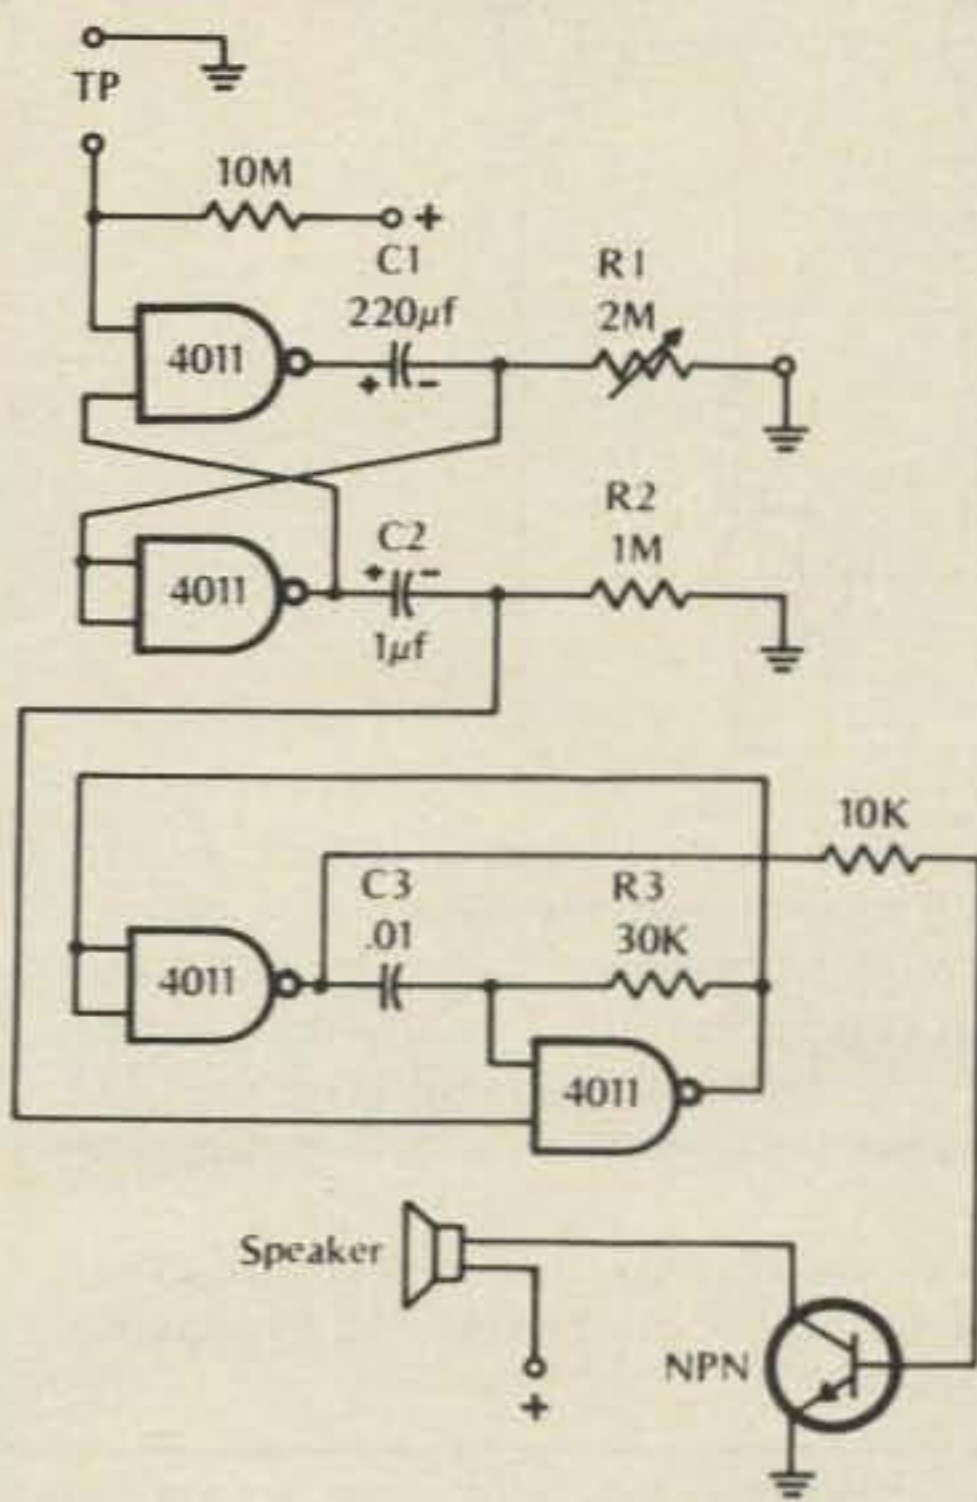 TP
10M
+
C1
220µf
+ -
R1
2M
4011
4011
C2
+ -
1µf
R2
1M
10K
C3
.01
R3
30K
4011
4011
Speaker
+
NPN